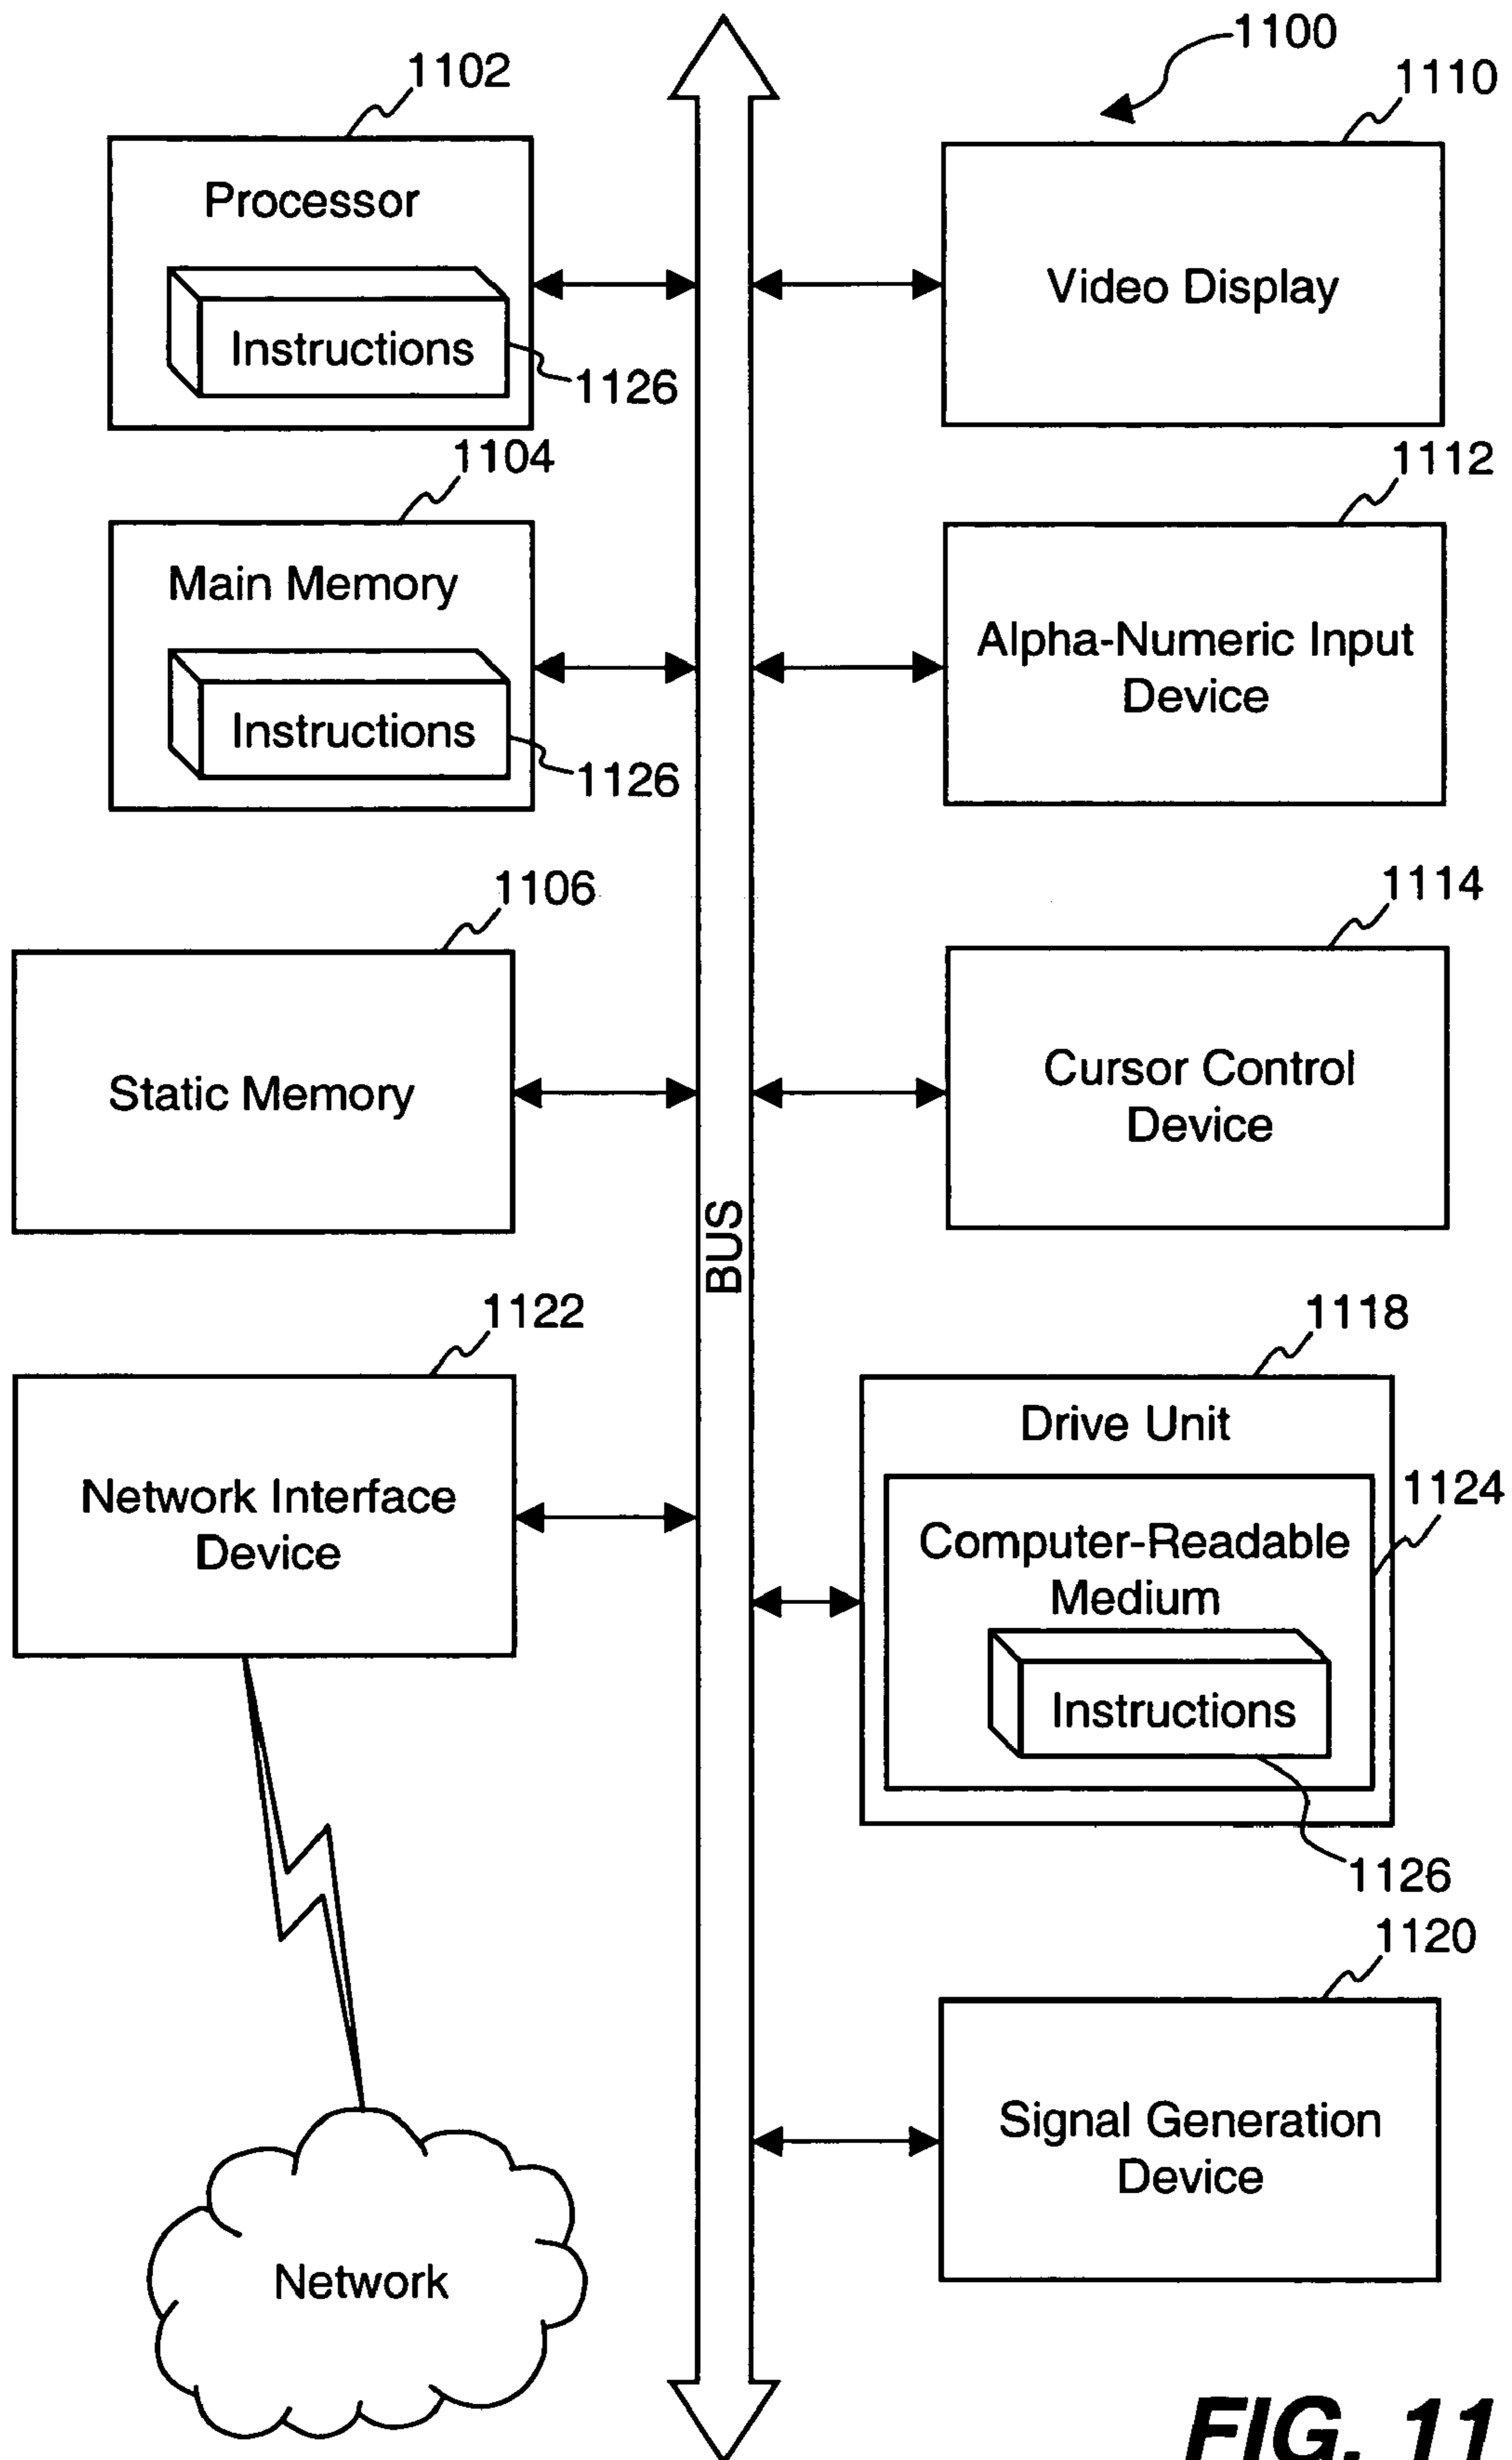 1100
1102
1110
Processor
Instructions
1126
Video Display
1104
1112
Main Memory
Instructions
1126
Alpha-Numeric Input
Device
1106
1114
Static Memory
Cursor Control
Device
BUS
1122
1118
Network Interface
Device
Drive Unit
1124
Computer-Readable
Medium
Instructions
1126
1120
Signal Generation
Device
Network
FIG. 11